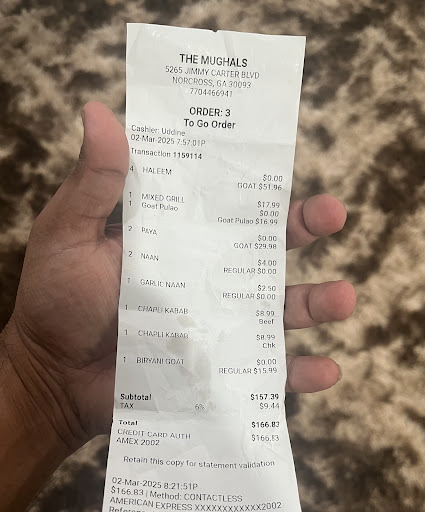 THE MUGHALS
5265 JIMMY CARTER BLVD
NORCROSS, GA 30093
7704466941
ORDER: 3
To Go Order
Cashier: Uddine
02-Mar-2025 7:57:01P
Transaction 1159114
4 HALEEM $0.00
GOAT $51.96
1 MIXED GRILL $17.99
1 Goat Pulao $0.00
Goat Pulao $16.99
2 PAYA $0.00
GOAT $29.98
2 NAAN $4.00
REGULAR $0.00
1 GARLIC NAAN $2.50
REGULAR $0.00
1 CHAPLI KABAB $8.99
Beef
1 CHAPLI KABAB $8.99
Chk
1 BIRYANI GOAT $0.00
REGULAR $15.99
Subtotal $157.39
TAX 6% $9.44
Total $166.83
CREDIT CARD AUTH $166.83
AMEX 2002
Retain this copy for statement validation
02-Mar-2025 8:21:51P
$166.83 | Method: CONTACTLESS
AMERICAN EXPRESS XXXXXXXXXXXX2002